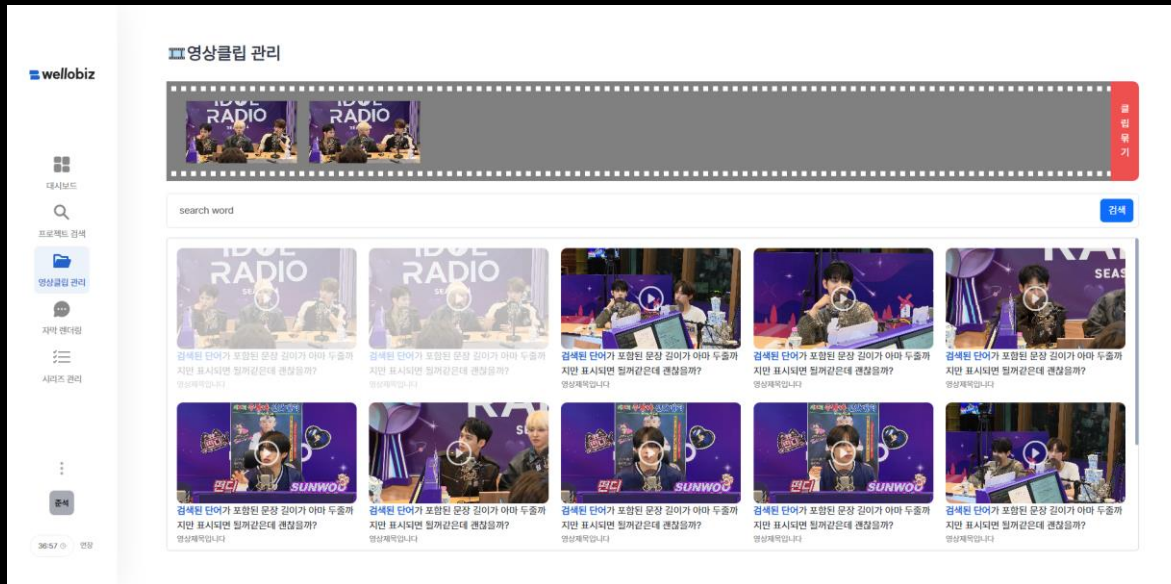 wellobiz
대시보드
프로젝트 검색
영상클립 관리
자막 렌더링
시리즈 관리
준석
36:57
연장
영상클립 관리
IDOL
RADIO
IDOL
RADIO
클
립
묶
기
search word
검색
RADIO
검색된 단어가 포함된 문장 길이가 아마 두줄까
지만 표시되면 될꺼같은데 괜찮을까?
영상제목입니다
RADIO
검색된 단어가 포함된 문장 길이가 아마 두줄까
지만 표시되면 될꺼같은데 괜찮을까?
영상제목입니다
검색된 단어가 포함된 문장 길이가 아마 두줄까
지만 표시되면 될꺼같은데 괜찮을까?
영상제목입니다
검색된 단어가 포함된 문장 길이가 아마 두줄까
지만 표시되면 될꺼같은데 괜찮을까?
영상제목입니다
SEAS
검색된 단어가 포함된 문장 길이가 아마 두줄까
지만 표시되면 될꺼같은데 괜찮을까?
영상제목입니다
떤디
SUNWOO
검색된 단어가 포함된 문장 길이가 아마 두줄까
지만 표시되면 될꺼같은데 괜찮을까?
영상제목입니다
검색된 단어가 포함된 문장 길이가 아마 두줄까
지만 표시되면 될꺼같은데 괜찮을까?
영상제목입니다
떤디
SUNWOO
검색된 단어가 포함된 문장 길이가 아마 두줄까
지만 표시되면 될꺼같은데 괜찮을까?
영상제목입니다
떤디
SUNWOO
검색된 단어가 포함된 문장 길이가 아마 두줄까
지만 표시되면 될꺼같은데 괜찮을까?
영상제목입니다
검색된 단어가 포함된 문장 길이가 아마 두줄까
지만 표시되면 될꺼같은데 괜찮을까?
영상제목입니다